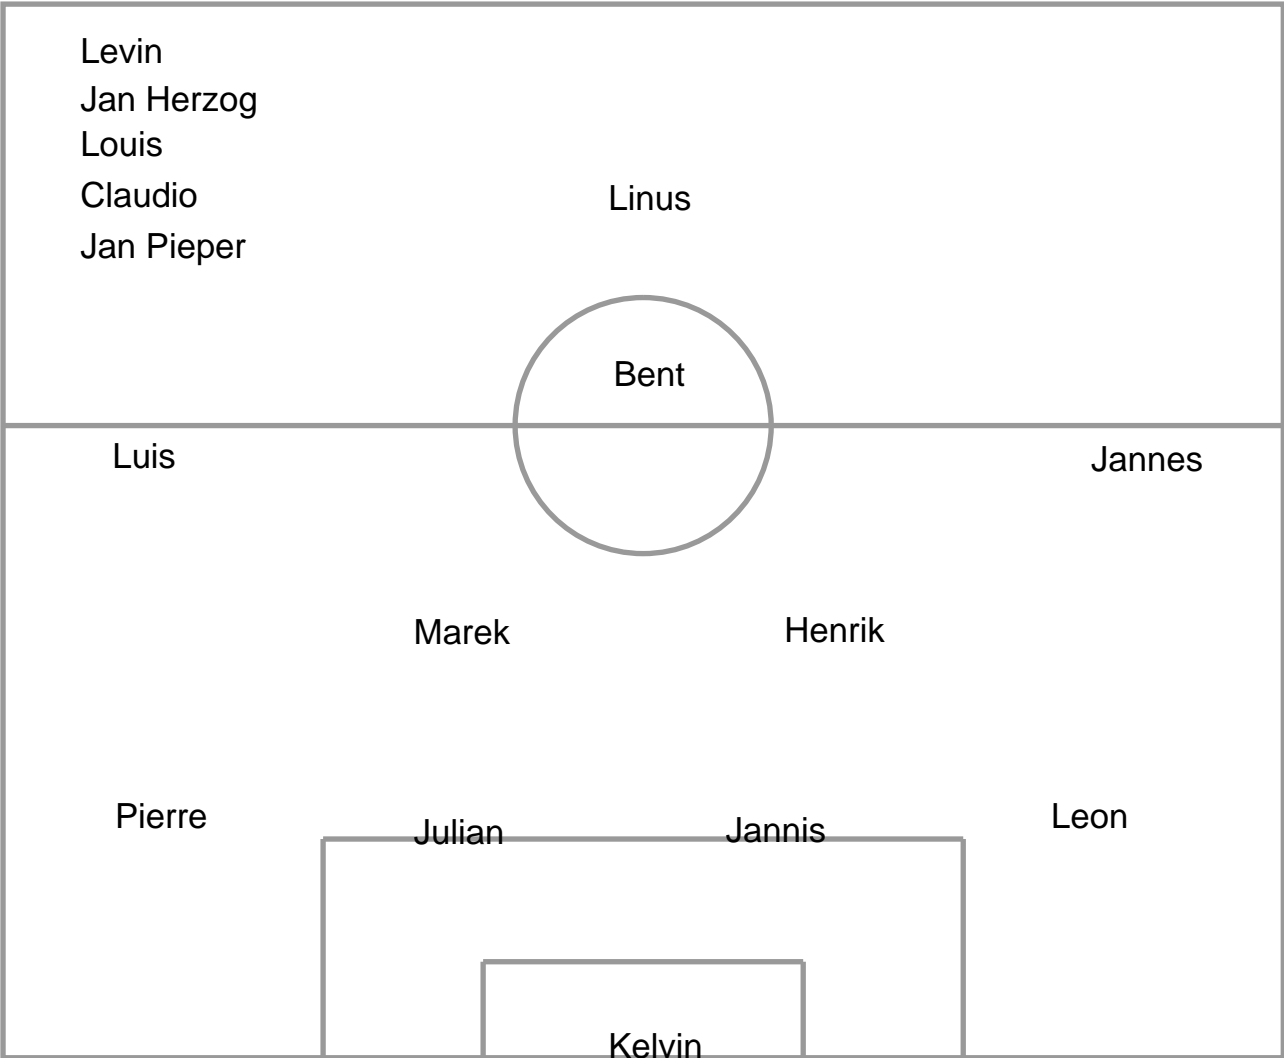 Levin
Jan Herzog
Louis
Claudio
Linus
Jan Pieper
Bent
Luis
Jannes
Marek
Henrik
Pierre
Julian
Jannis
Leon
Kelvin